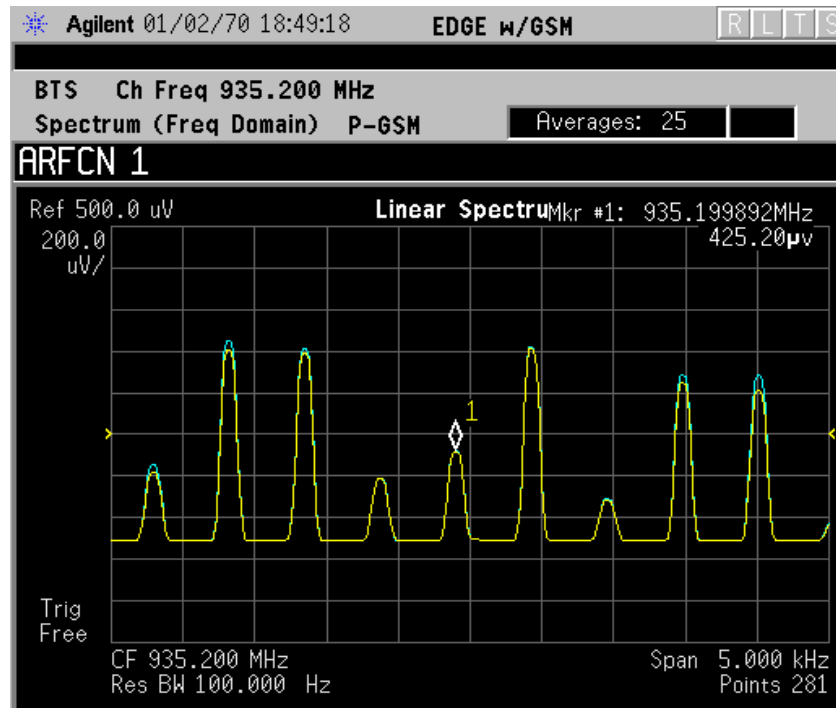 Agilent 01/02/70 18:49:18 EDGE w/GSM R L T S
BTS Ch Freq 935.200 MHz
Spectrum (Freq Domain) P-GSM Averages: 25
ARFCN 1
Ref 500.0 uV Linear Spectru Mkr #1: 935.199892MHz
200.0 425.20µv
uV/
1
Trig
Free
CF 935.200 MHz Span 5.000 kHz
Res BW 100.000 Hz Points 281